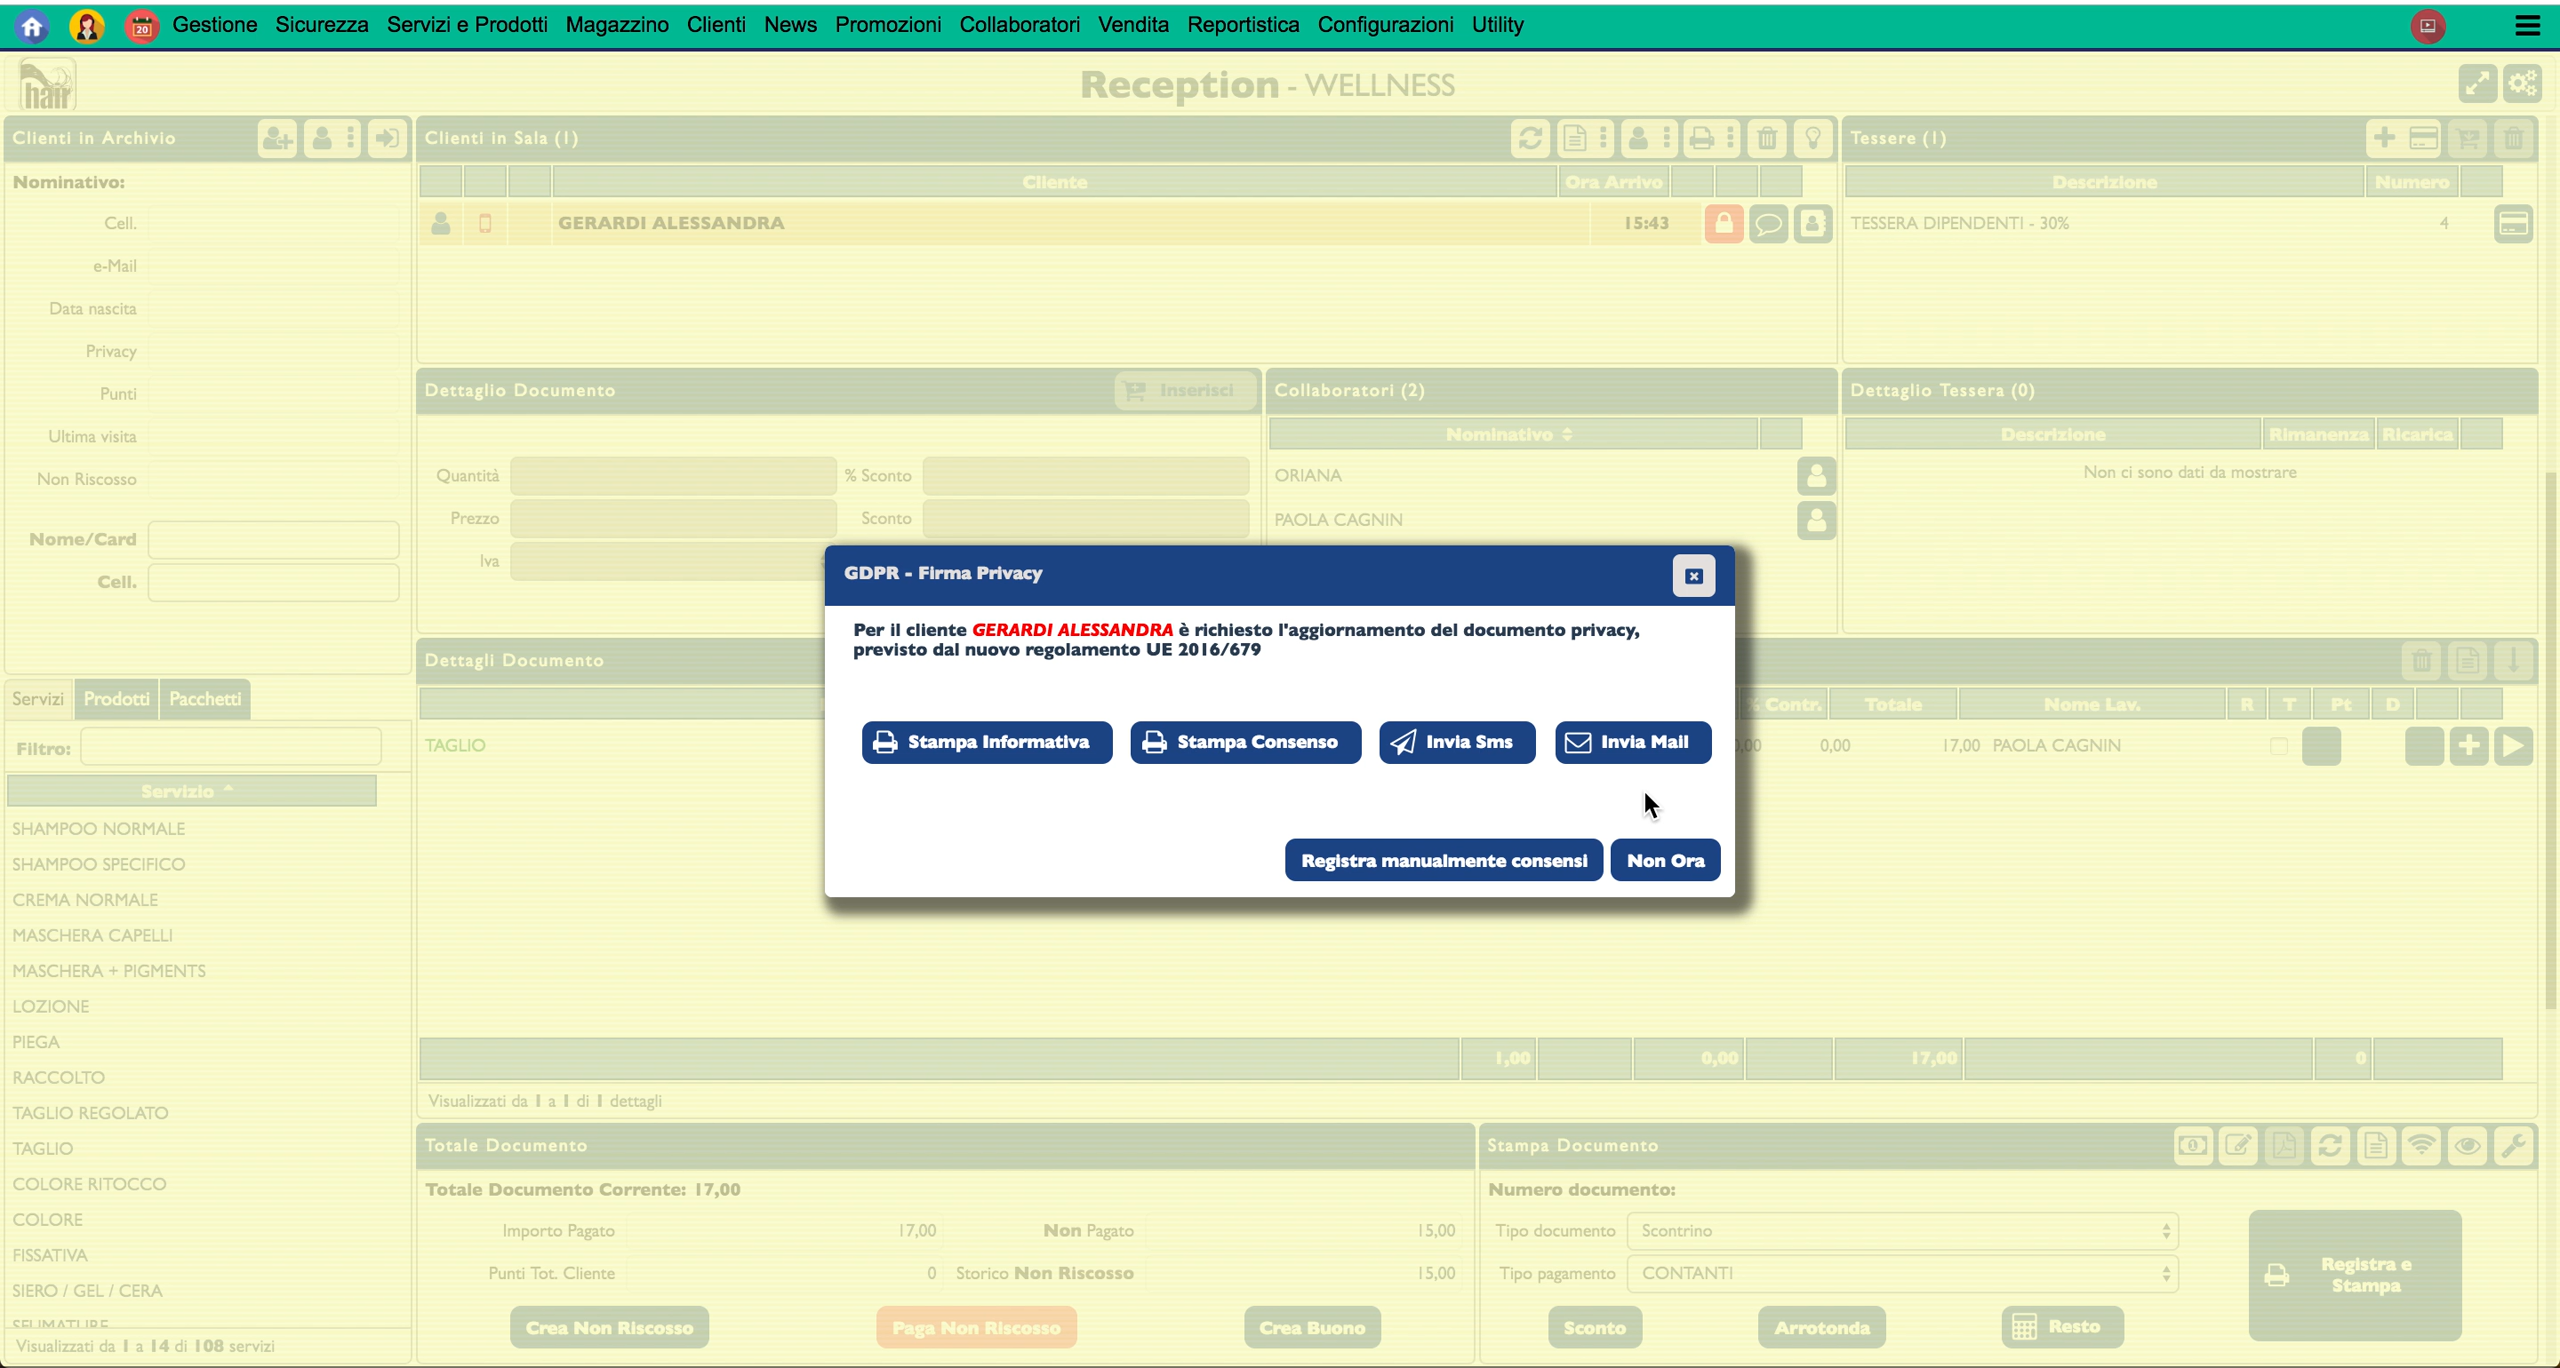 20 Gestione Sicurezza Servizi e Prodotti Magazzino Clienti News Promozioni Collaboratori Vendita Reportistica Configurazioni Utility
hair
Reception - WELLNESS
Clienti in Archivio
Clienti in Sala (1)
Tessere (1)
Nominativo:
Cliente Ora Arrivo
Descrizione Numero
Cell.
GERARDI ALESSANDRA 15:43
TESSERA DIPENDENTI - 30% 4
e-Mail
Data nascita
Privacy
Punti
Ultima visita
Non Riscosso
Nome/Card
Cell.
Dettaglio Documento Inserisci
Collaboratori (2)
Dettaglio Tessera (0)
Nominativo
Descrizione Rimanenza Ricarica
Non ci sono dati da mostrare
Quantità % Sconto
Prezzo Sconto
Iva
ORIANA
PAOLA CAGNIN
GDPR - Firma Privacy
Per il cliente GERARDI ALESSANDRA è richiesto l'aggiornamento del documento privacy,
previsto dal nuovo regolamento UE 2016/679
Stampa Informativa Stampa Consenso Invia Sms Invia Mail
Registra manualmente consensi Non Ora
Dettagli Documento
% Contr. Totale Nome Lav. R T Pt D
TAGLIO
0,00 17,00 PAOLA CAGNIN
1,00 0,00 17,00 0
Visualizzati da 1 a 1 di 1 dettagli
Servizi Prodotti Pacchetti
Filtro:
Servizio
SHAMPOO NORMALE
SHAMPOO SPECIFICO
CREMA NORMALE
MASCHERA CAPELLI
MASCHERA + PIGMENTS
LOZIONE
PIEGA
RACCOLTO
TAGLIO REGOLATO
TAGLIO
COLORE RITOCCO
COLORE
FISSATIVA
SIERO / GEL / CERA
SFUMATURE
Visualizzati da 1 a 14 di 108 servizi
Totale Documento
Totale Documento Corrente: 17,00
Importo Pagato 17,00 Non Pagato 15,00
Punti Tot. Cliente 0 Storico Non Riscosso 15,00
Crea Non Riscosso Paga Non Riscosso Crea Buono
Stampa Documento
Numero documento:
Tipo documento Scontrino
Tipo pagamento CONTANTI
Sconto Arrotonda Resto
Registra e
Stampa